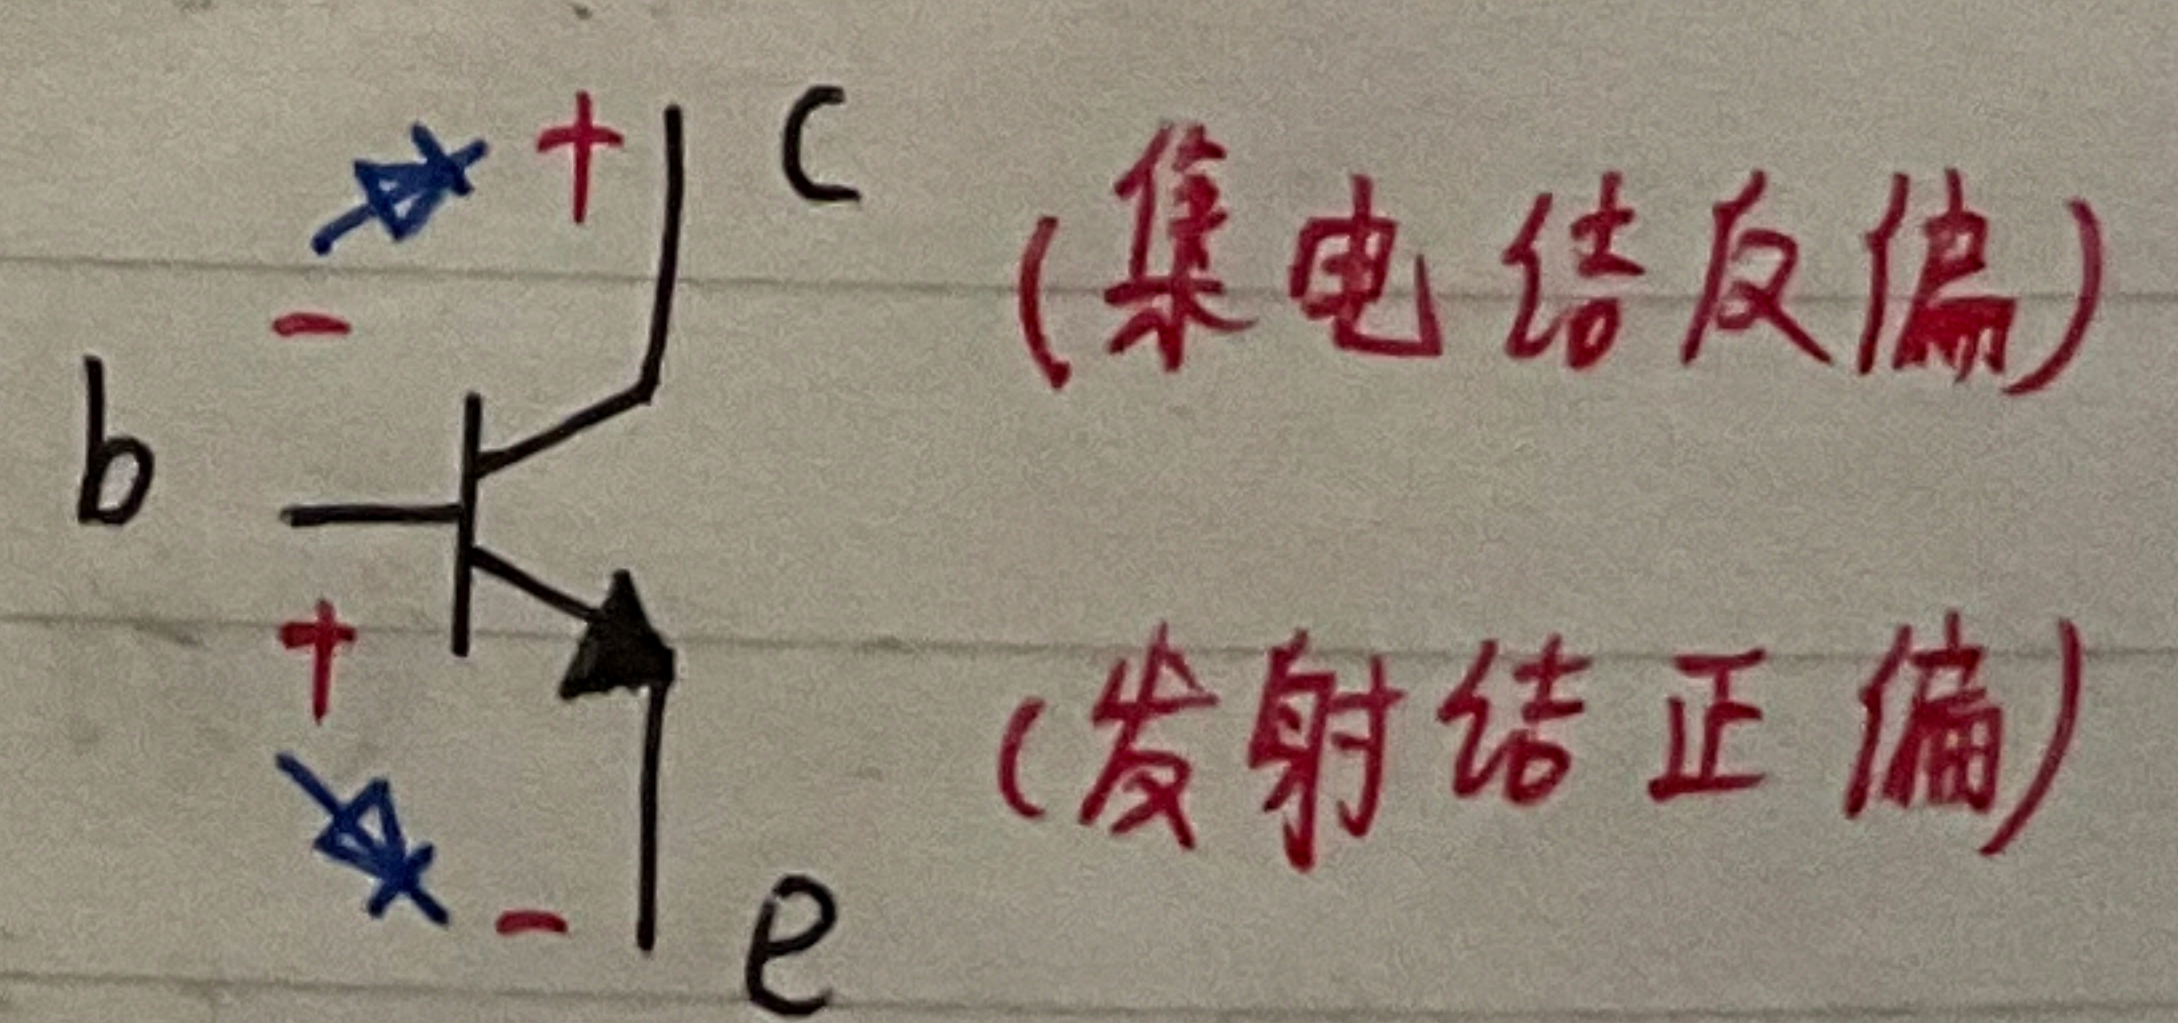 + c (集电结反偏)
-
b
+ (发射结正偏)
- e